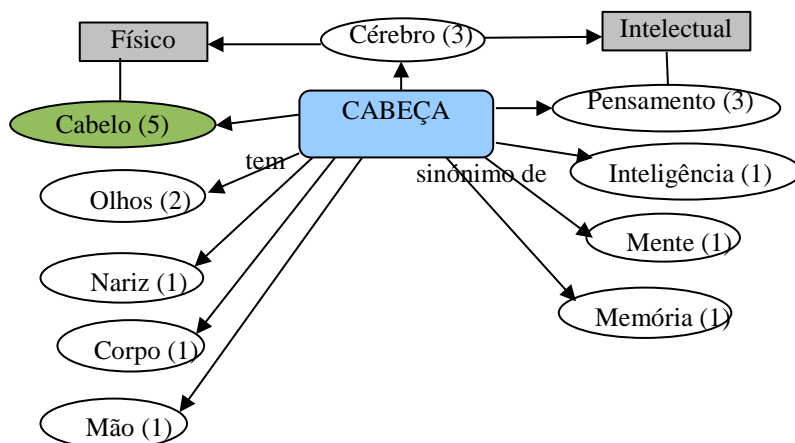 Físico
Cérebro (3)
Intelectual
Cabelo (5)
CABEÇA
Pensamento (3)
tem
sinônimo de
Inteligência (1)
Olhos (2)
Mente (1)
Nariz (1)
Memória (1)
Corpo (1)
Mão (1)